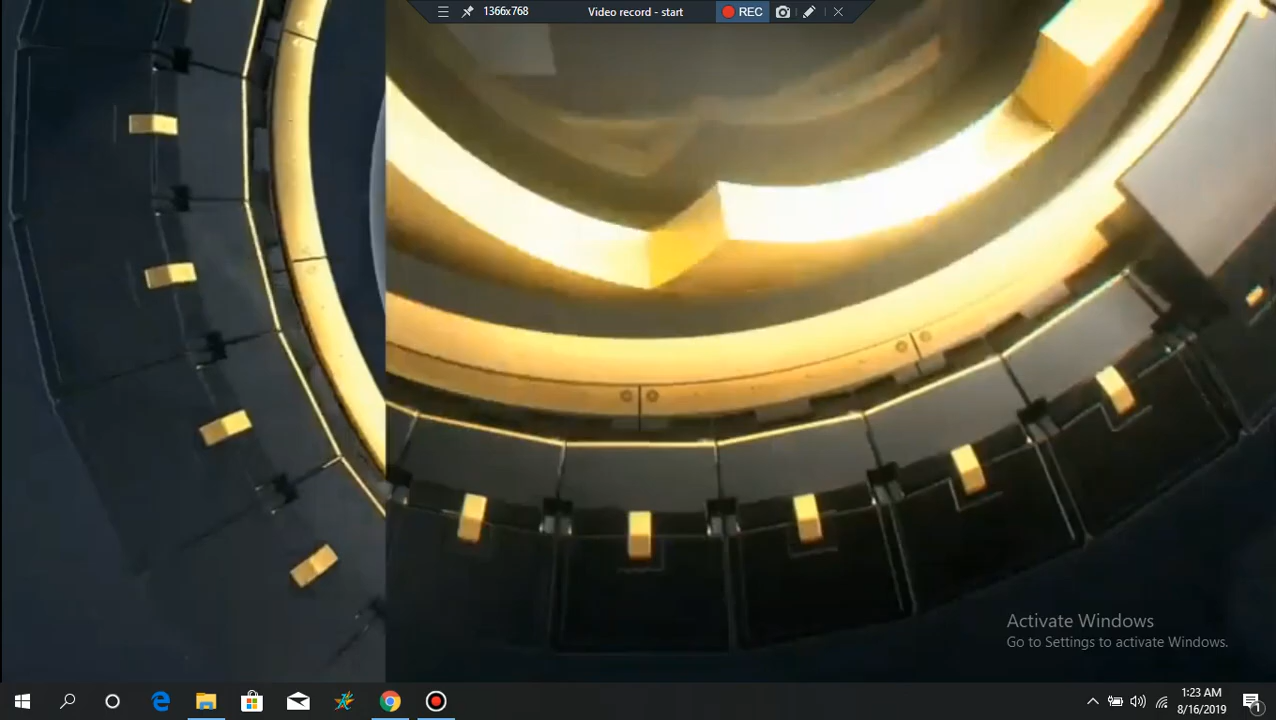 1366x768
Video record - start
REC
Activate Windows
Go to Settings to activate Windows.
1:23 AM
8/16/2019
1